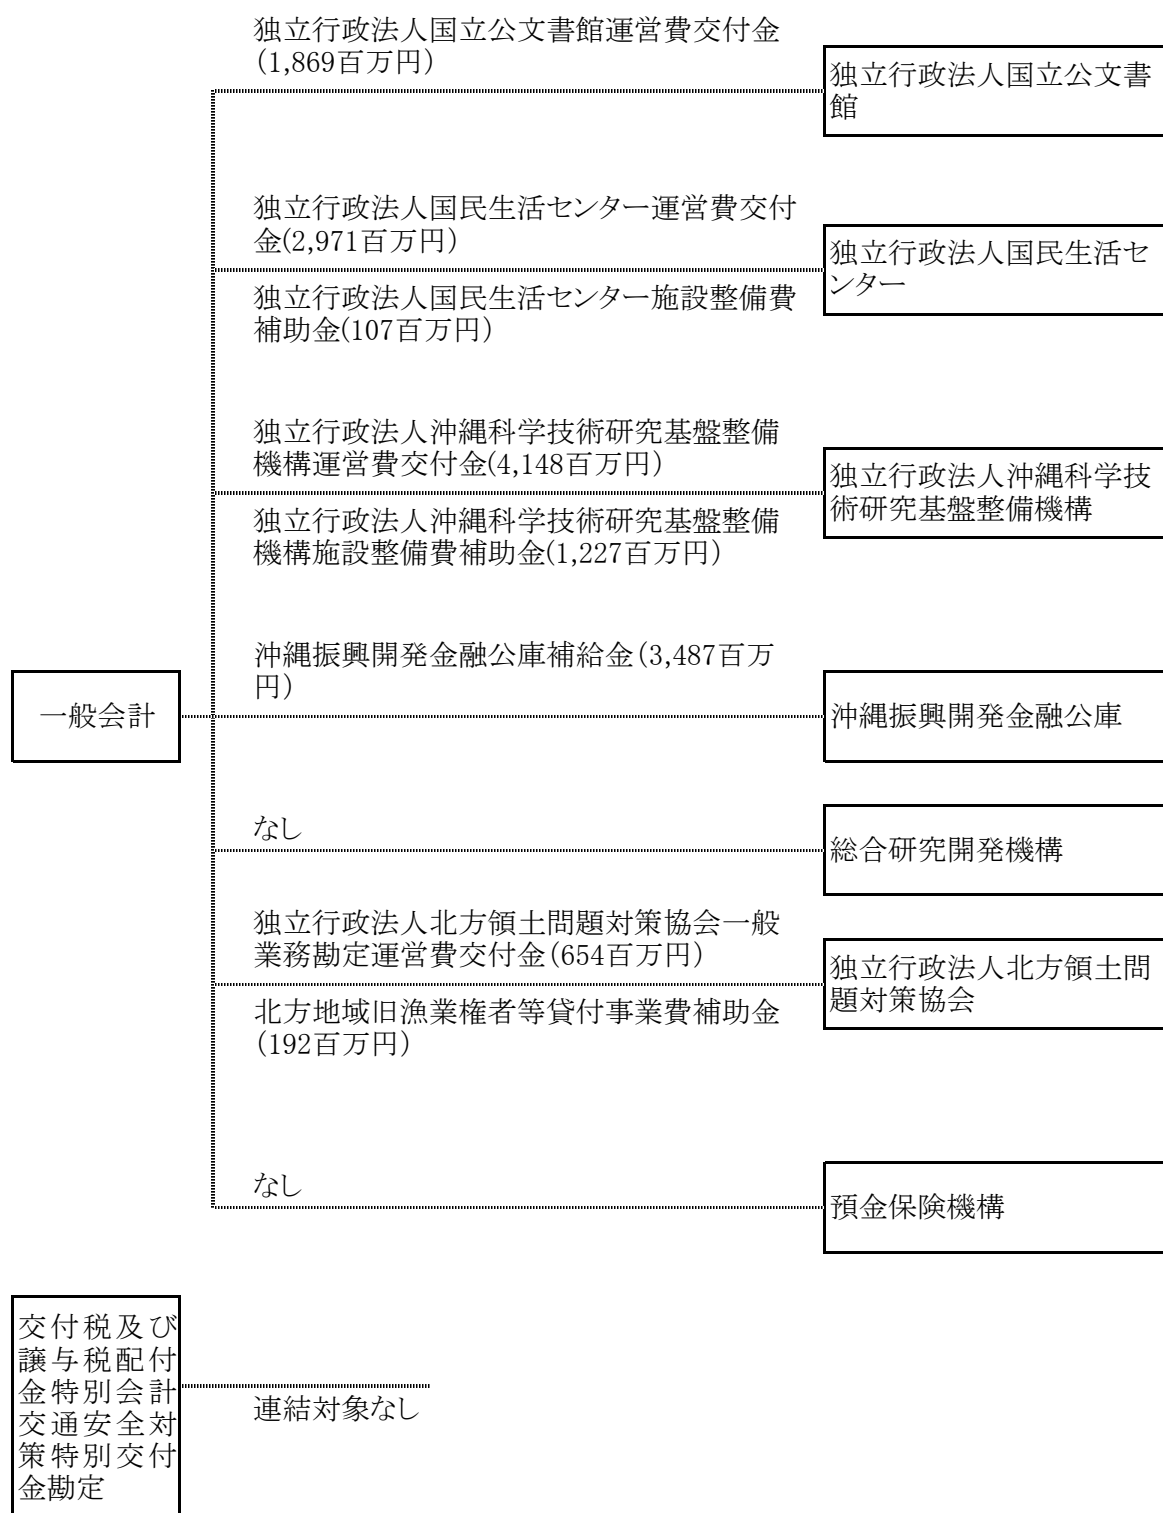 独立行政法人国立公文書館運営費交付金
(1,869百万円)
独立行政法人国立公文書
館
独立行政法人国民生活センター運営費交付
金(2,971百万円)
独立行政法人国民生活セ
ンター
独立行政法人国民生活センター施設整備費
補助金(107百万円)
独立行政法人沖縄科学技術研究基盤整備
機構運営費交付金(4,148百万円)
独立行政法人沖縄科学技
術研究基盤整備機構
独立行政法人沖縄科学技術研究基盤整備
機構施設整備費補助金(1,227百万円)
沖縄振興開発金融公庫補給金(3,487百万
円)
一般会計
沖縄振興開発金融公庫
なし
総合研究開発機構
独立行政法人北方領土問題対策協会一般
業務勘定運営費交付金(654百万円)
独立行政法人北方領土問
題対策協会
北方地域旧漁業権者等貸付事業費補助金
(192百万円)
なし
預金保険機構
交付税及び
譲与税配付
金特別会計
交通安全対
策特別交付
金勘定
連結対象なし